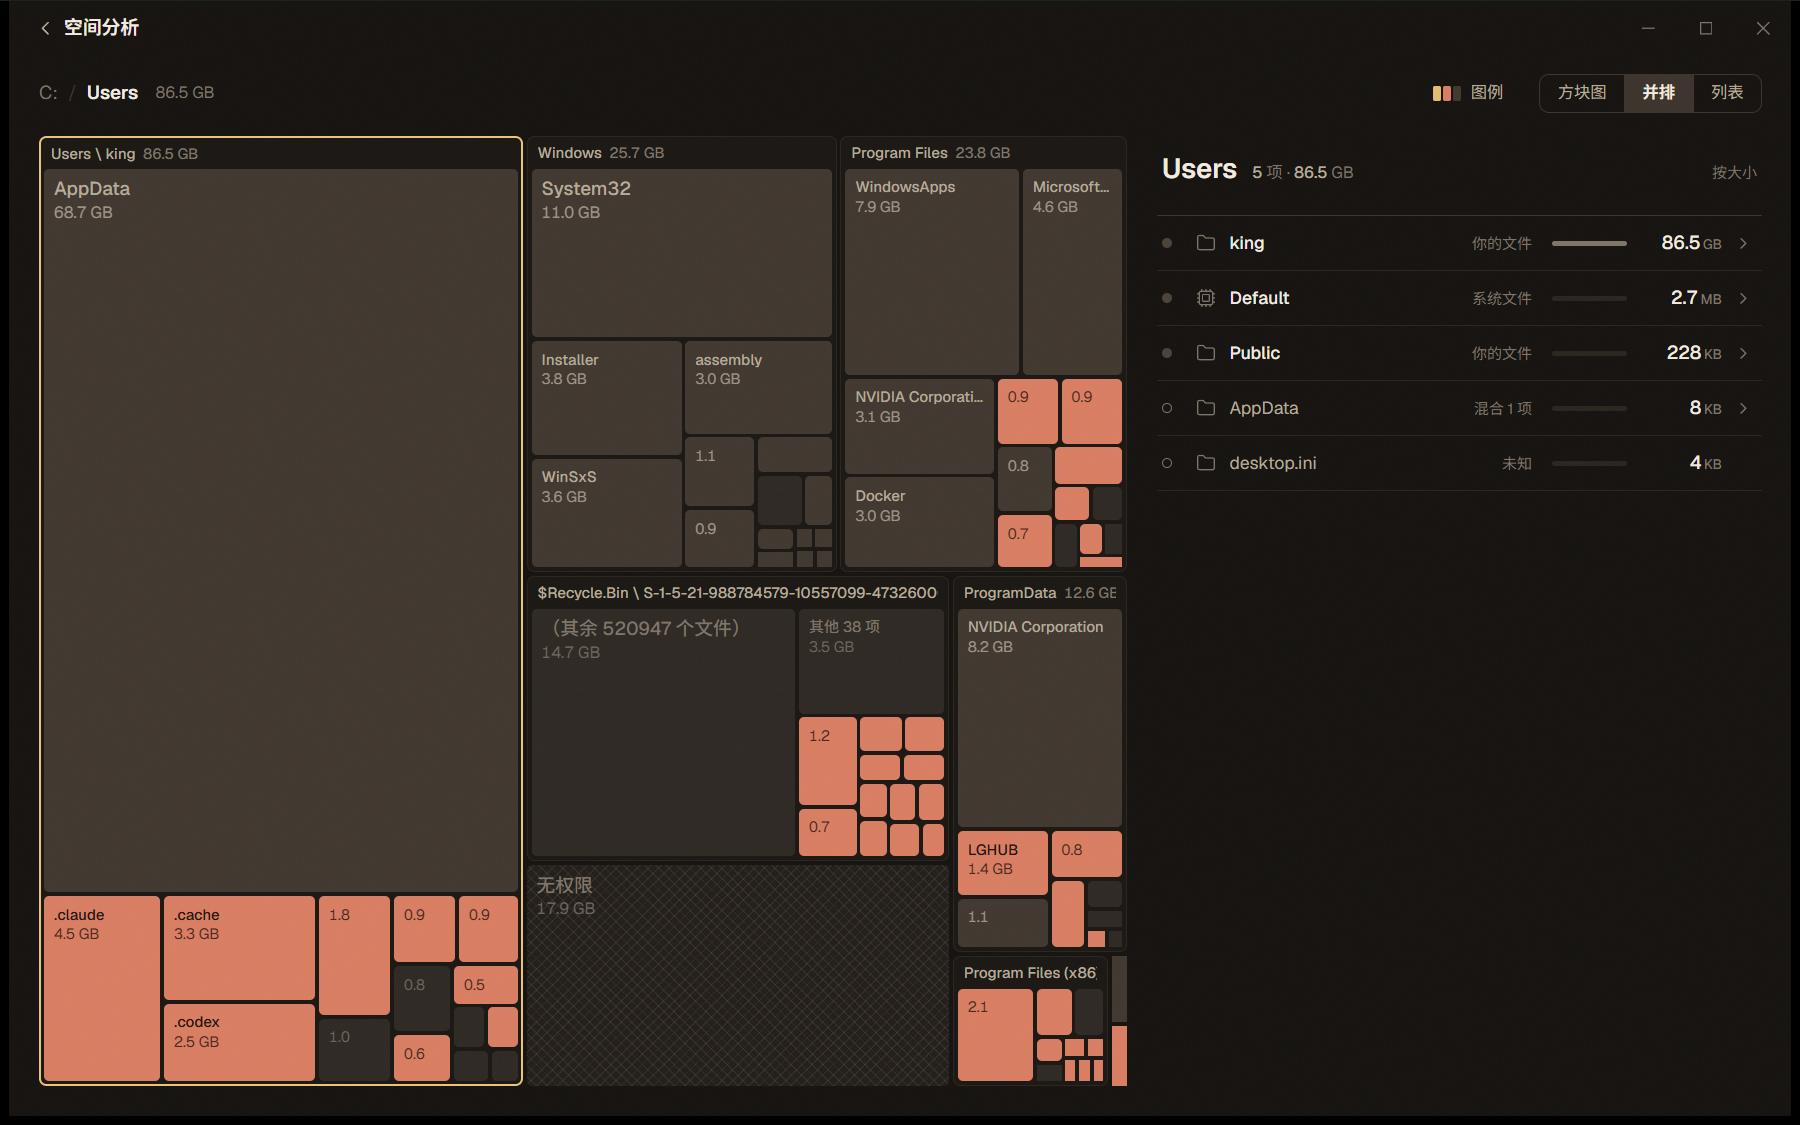 空间分析
C: / Users 86.5 GB
图例
方块图 并排 列表
Users \ king 86.5 GB
AppData
68.7 GB
.claude
4.5 GB
.cache
3.3 GB
.codex
2.5 GB
1.8
1.0
0.9
0.9
0.8
0.5
0.6
Windows 25.7 GB
System32
11.0 GB
Installer
3.8 GB
assembly
3.0 GB
WinSxS
3.6 GB
1.1
0.9
Program Files 23.8 GB
WindowsApps
7.9 GB
Microsoft...
4.6 GB
NVIDIA Corporati...
3.1 GB
Docker
3.0 GB
0.9
0.9
0.8
0.7
$Recycle.Bin \ S-1-5-21-988784579-10557099-4732600
（其余 520947 个文件）
14.7 GB
其他 38 项
3.5 GB
1.2
0.7
无权限
17.9 GB
ProgramData 12.6 GB
NVIDIA Corporation
8.2 GB
LGHUB
1.4 GB
0.8
1.1
Program Files (x86)
2.1
Users 5 项 · 86.5 GB
按大小
king 你的文件 86.5 GB
Default 系统文件 2.7 MB
Public 你的文件 228 KB
AppData 混合 1 项 8 KB
desktop.ini 未知 4 KB